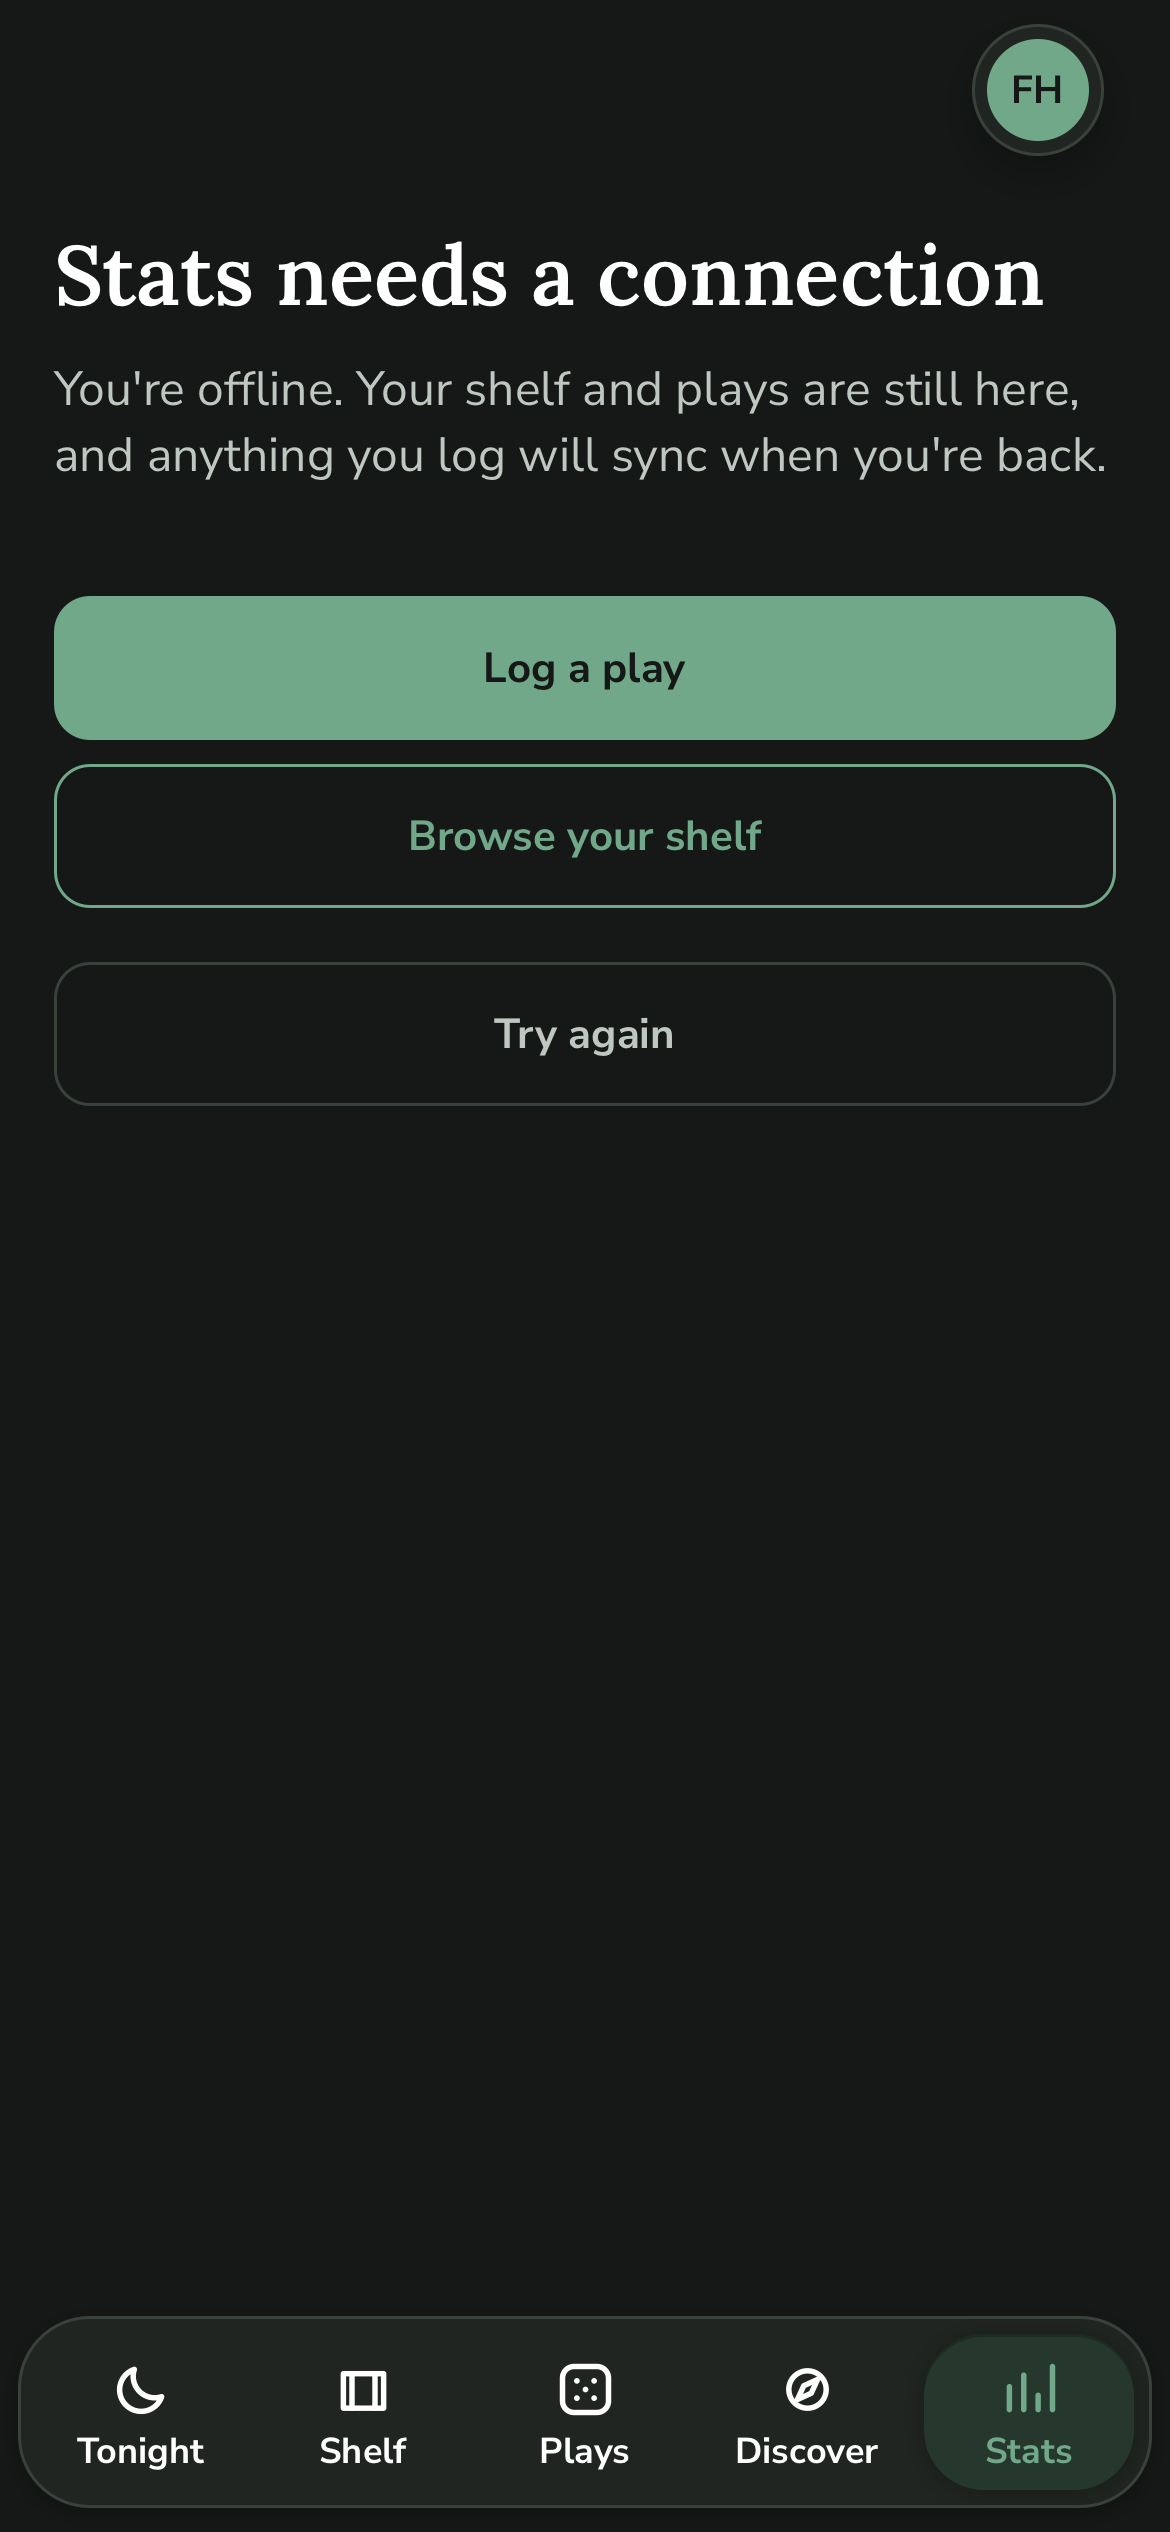 FH
Stats needs a connection
You're offline. Your shelf and plays are still here,
and anything you log will sync when you're back.
Log a play
Browse your shelf
Try again
Tonight
Shelf
Plays
Discover
Stats